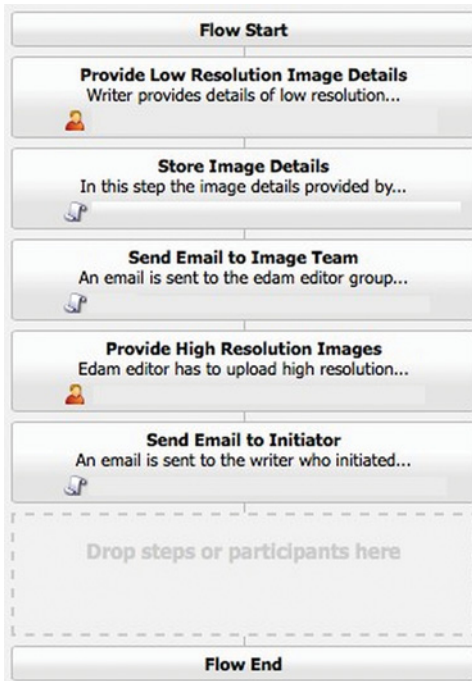 Flow Start
Provide Low Resolution Image Details
Writer provides details of low resolution...
Store Image Details
In this step the image details provided by...
Send Email to Image Team
An email is sent to the edam editor group...
Provide High Resolution Images
Edam editor has to upload high resolution...
Send Email to Initiator
An email is sent to the writer who initiated...
Drop steps or participants here
Flow End